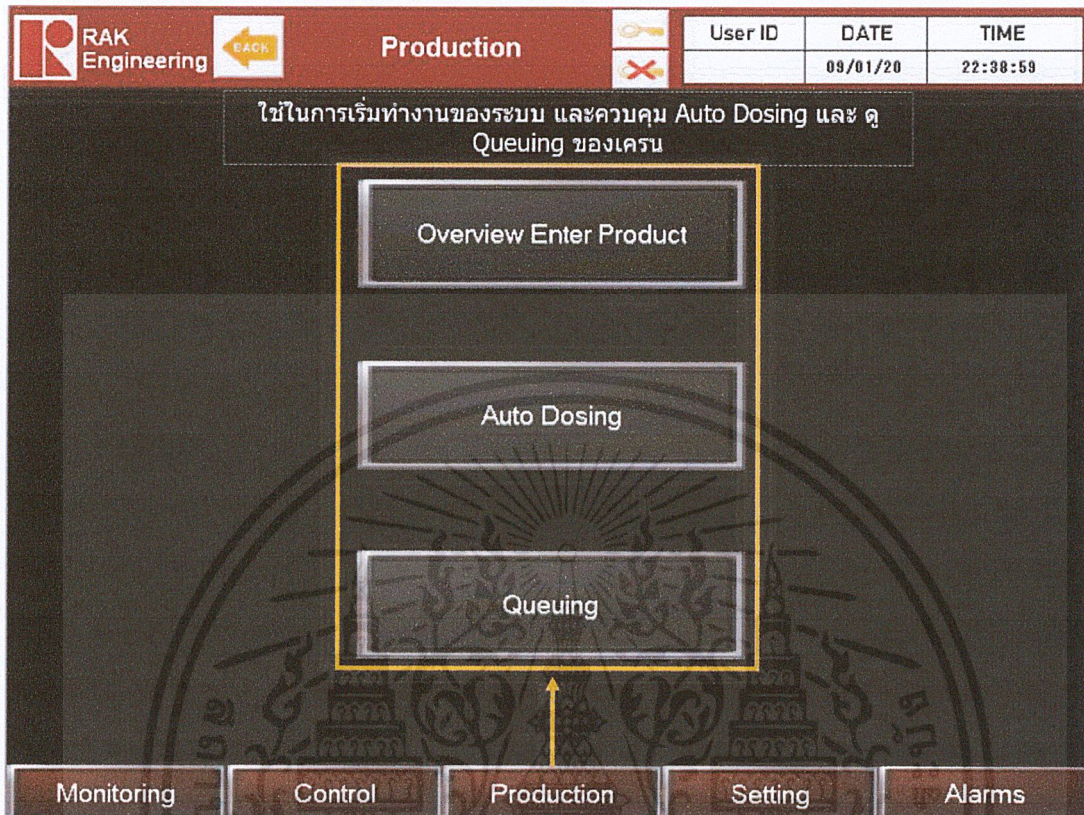 RAK
Engineering
BACK
Production
User ID
DATE
TIME
09/01/20
22:38:59
ใช้ในการเริ่มทำงานของระบบ และควบคุม Auto Dosing และ ดู
Queuing ของเครน
Overview Enter Product
Auto Dosing
Queuing
Monitoring
Control
Production
Setting
Alarms